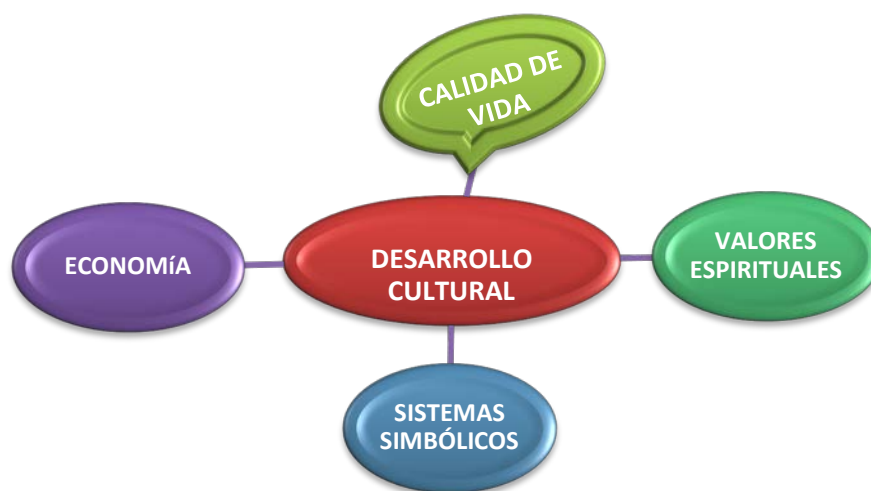 CALIDAD DE
VIDA
ECONOMíA
DESARROLLO
CULTURAL
VALORES
ESPIRITUALES
SISTEMAS
SIMBÓLICOS